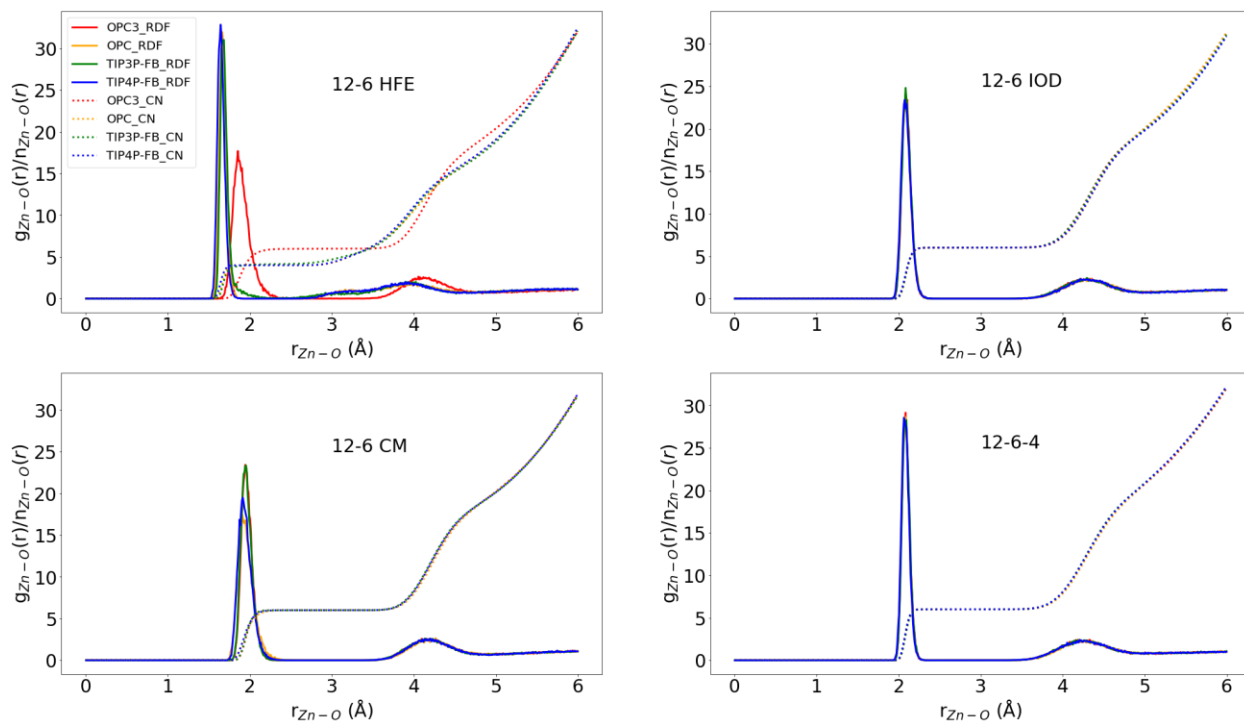 OPC3_RDF
OPC_RDF
TIP3P-FB_RDF
TIP4P-FB_RDF
OPC3_CN
OPC_CN
TIP3P-FB_CN
TIP4P-FB_CN
12-6 HFE
30
25
20
15
10
5
0
0 1 2 3 4 5 6
gZn−O(r)/nZn−O(r)
rZn−O (Å)
12-6 IOD
30
25
20
15
10
5
0
0 1 2 3 4 5 6
gZn−O(r)/nZn−O(r)
rZn−O (Å)
12-6 CM
30
25
20
15
10
5
0
0 1 2 3 4 5 6
gZn−O(r)/nZn−O(r)
rZn−O (Å)
12-6-4
30
25
20
15
10
5
0
0 1 2 3 4 5 6
gZn−O(r)/nZn−O(r)
rZn−O (Å)